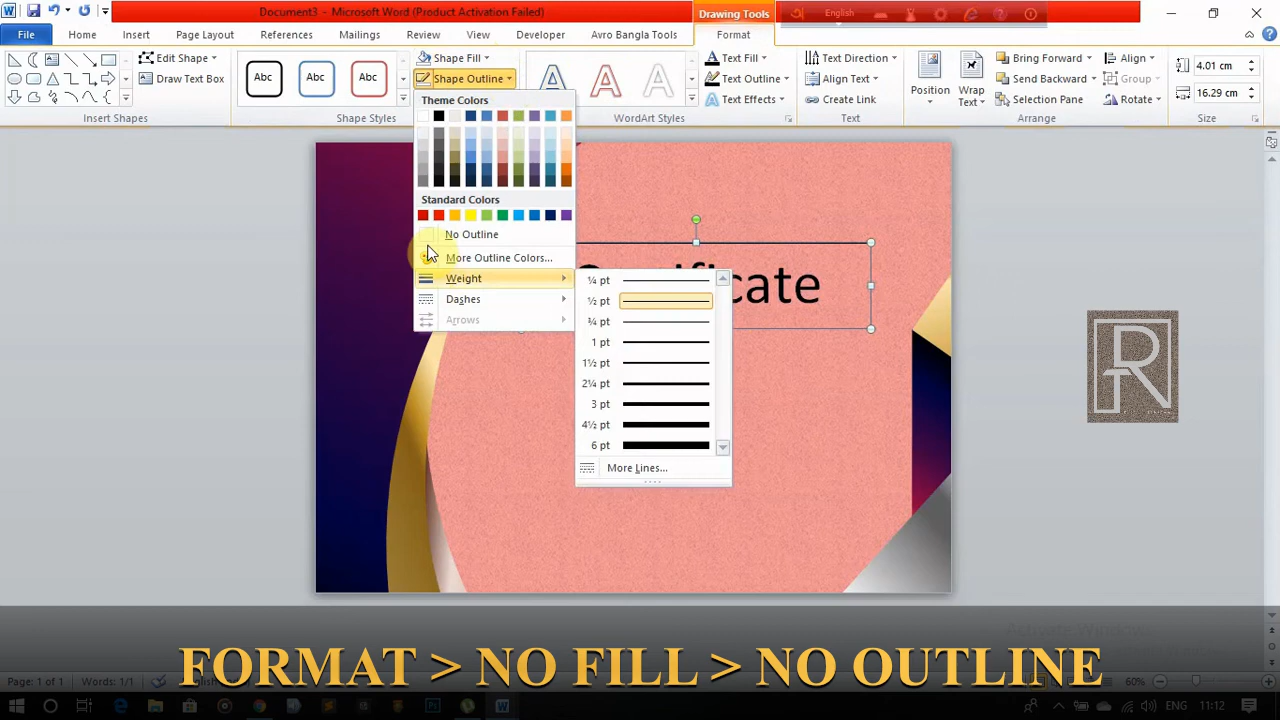 Document3 - Microsoft Word (Product Activation Failed)
Drawing Tools
English
File Home Insert Page Layout References Mailings Review View Developer Avro Bangla Tools Format
Edit Shape
Draw Text Box
Insert Shapes
Abc Abc Abc
Shape Styles
Shape Fill
Shape Outline
WordArt Styles
Text Fill
Text Outline
Text Effects
Text Direction
Align Text
Create Link
Text
Position
Wrap
Text
Bring Forward
Send Backward
Selection Pane
Arrange
Align
Group
Rotate
4.01 cm
16.29 cm
Size
Theme Colors
Standard Colors
No Outline
More Outline Colors...
Weight
Dashes
Arrows
¼ pt
½ pt
¾ pt
1 pt
1½ pt
2¼ pt
3 pt
4½ pt
6 pt
More Lines...
Activate Windows
FORMAT > NO FILL > NO OUTLINE
Page: 1 of 1 Words: 1/1 60%
ENG 11:12